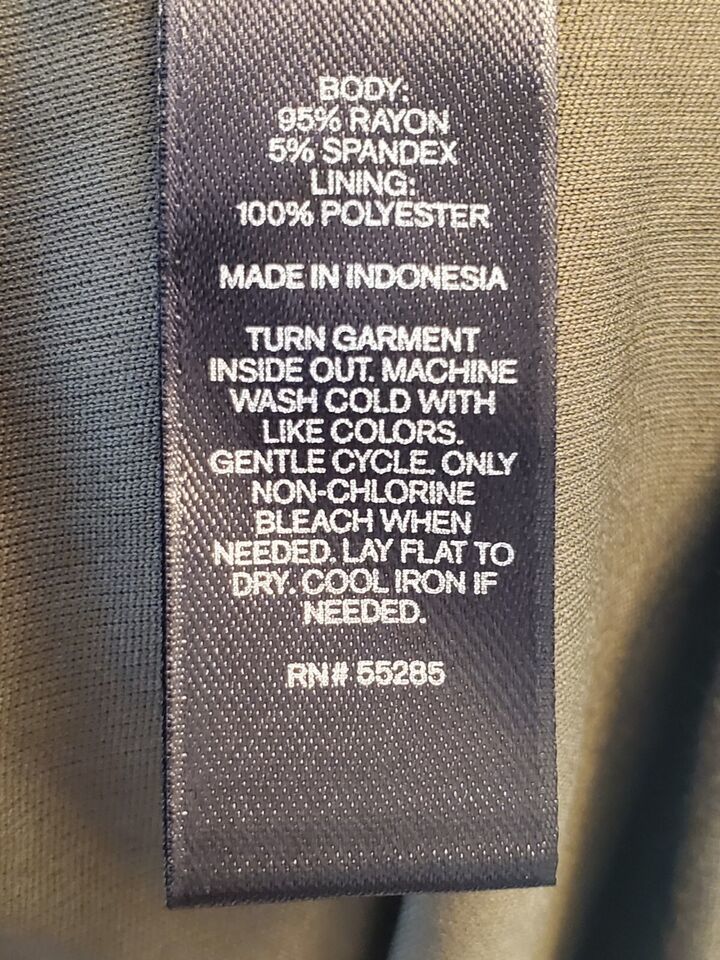 BODY:
95% RAYON
5% SPANDEX
LINING:
100% POLYESTER
MADE IN INDONESIA
TURN GARMENT
INSIDE OUT. MACHINE
WASH COLD WITH
LIKE COLORS.
GENTLE CYCLE. ONLY
NON-CHLORINE
BLEACH WHEN
NEEDED. LAY FLAT TO
DRY. COOL IRON IF
NEEDED.
RN# 55285